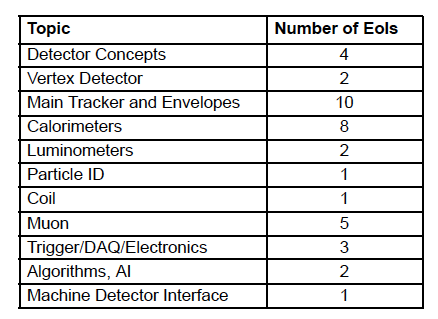 Topic Number of EoIs
Detector Concepts 4
Vertex Detector 2
Main Tracker and Envelopes 10
Calorimeters 8
Luminometers 2
Particle ID 1
Coil 1
Muon 5
Trigger/DAQ/Electronics 3
Algorithms, AI 2
Machine Detector Interface 1